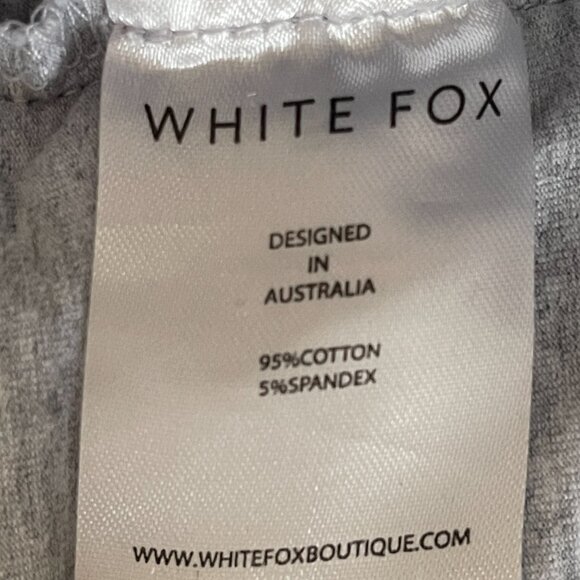 WHITE FOX
DESIGNED
IN
AUSTRALIA
95%COTTON
5%SPANDEX
WWW.WHITEFOXBOUTIQUE.COM